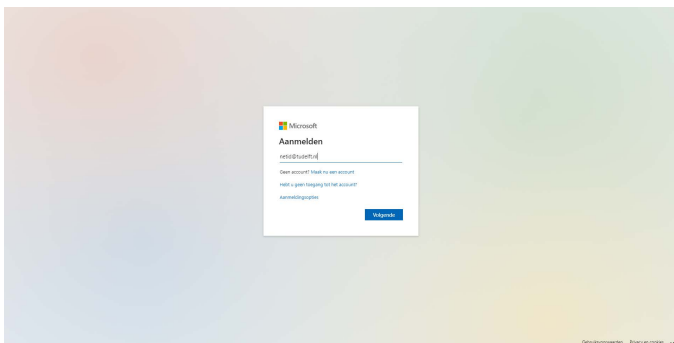 Microsoft
Aanmelden
netid@tudelft.nl
Geen account? Maak nu een account
Hebt u geen toegang tot het account?
Aanmeldingsopties
Volgende
Gebruiksvoorwaarden Privacy en cookies ...